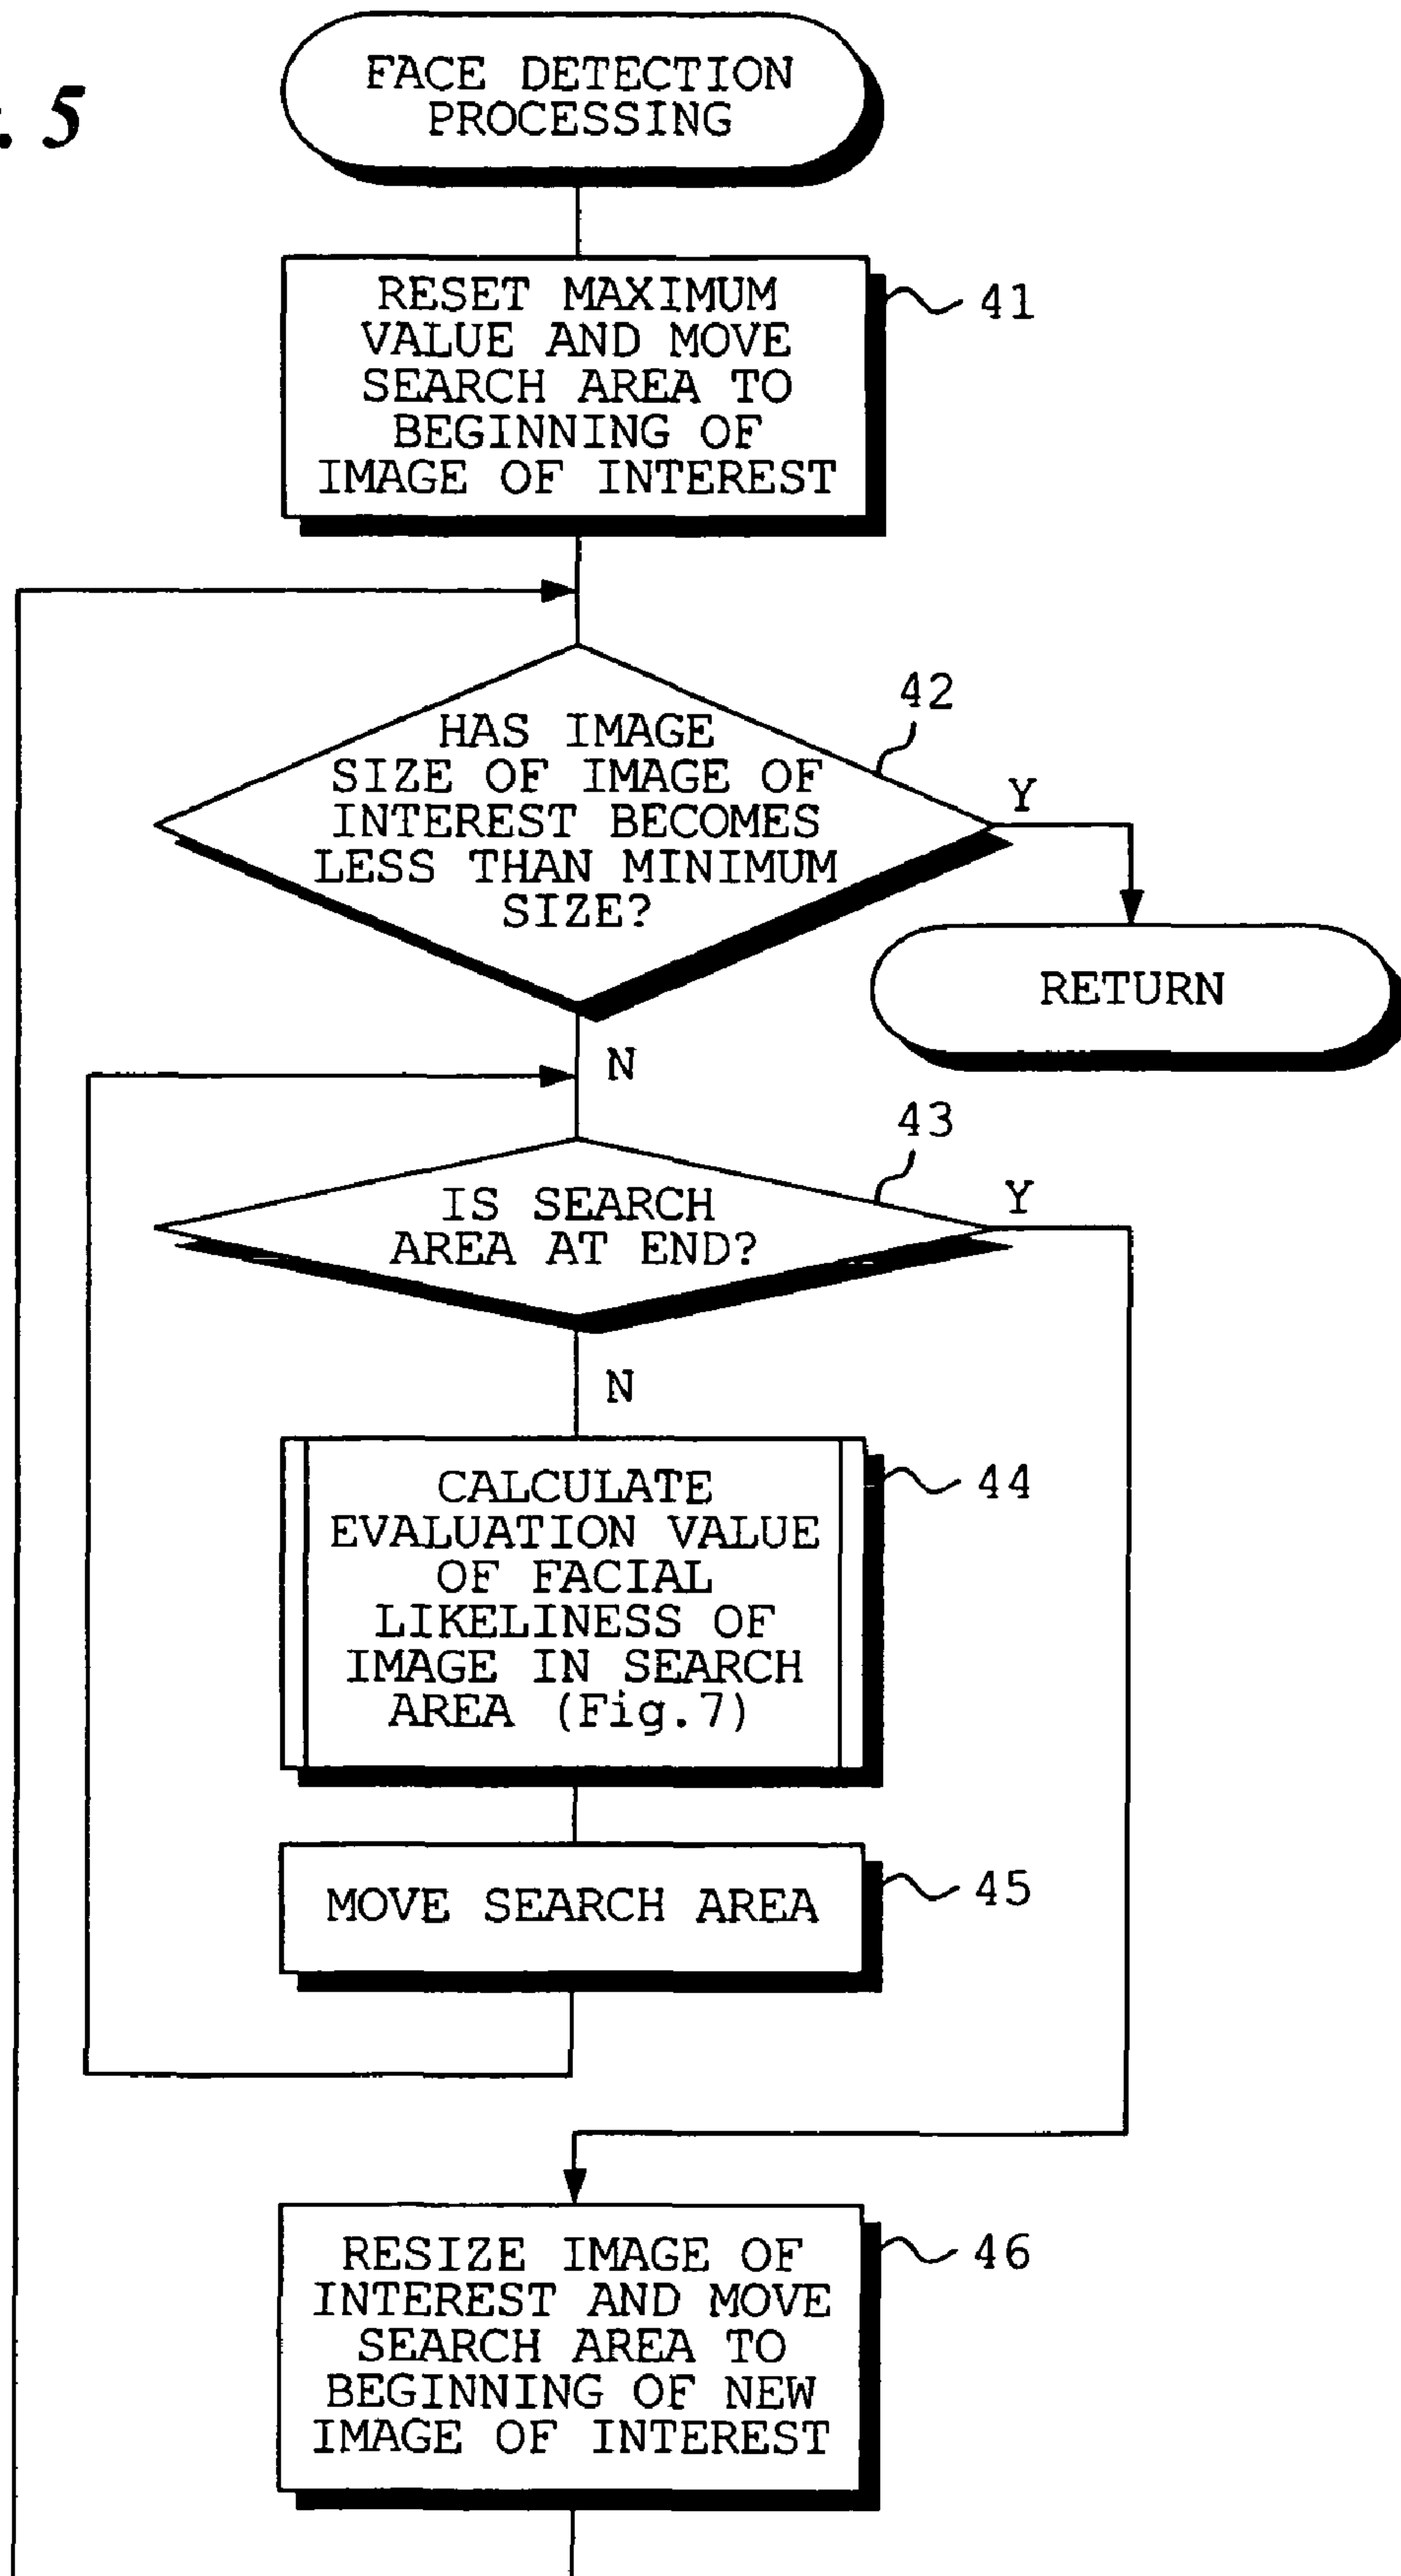 . 5
FACE DETECTION
PROCESSING
RESET MAXIMUM
VALUE AND MOVE
SEARCH AREA TO
BEGINNING OF
IMAGE OF INTEREST
41
HAS IMAGE
SIZE OF IMAGE OF
INTEREST BECOMES
LESS THAN MINIMUM
SIZE?
42
Y
RETURN
N
IS SEARCH
AREA AT END?
43
Y
N
CALCULATE
EVALUATION VALUE
OF FACIAL
LIKELINESS OF
IMAGE IN SEARCH
AREA (Fig.7)
44
MOVE SEARCH AREA
45
RESIZE IMAGE OF
INTEREST AND MOVE
SEARCH AREA TO
BEGINNING OF NEW
IMAGE OF INTEREST
46